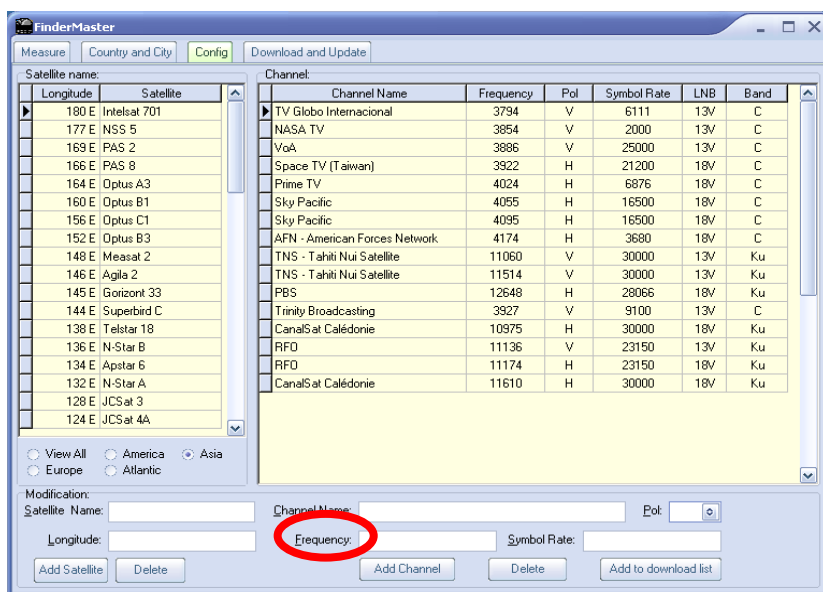 FinderMaster
Measure Country and City Config Download and Update
Satellite name:
Longitude Satellite
180 E Intelsat 701
177 E NSS 5
169 E PAS 2
166 E PAS 8
164 E Optus A3
160 E Optus B1
156 E Optus C1
152 E Optus B3
148 E Measat 2
146 E Agila 2
145 E Gorizont 33
144 E Superbird C
138 E Telstar 18
136 E N-Star B
134 E Apstar 6
132 E N-Star A
128 E JCSat 3
124 E JCSat 4A
View All America Asia
Europe Atlantic
Channel:
Channel Name Frequency Pol Symbol Rate LNB Band
TV Globo Internacional 3794 V 6111 13V C
NASA TV 3854 V 2000 13V C
VoA 3886 V 25000 13V C
Space TV (Taiwan) 3922 H 21200 18V C
Prime TV 4024 H 6876 18V C
Sky Pacific 4055 H 16500 18V C
Sky Pacific 4095 H 16500 18V C
AFN - American Forces Network 4174 H 3680 18V C
TNS - Tahiti Nui Satellite 11060 V 30000 13V Ku
TNS - Tahiti Nui Satellite 11514 V 30000 13V Ku
PBS 12648 H 28066 18V Ku
Trinity Broadcasting 3927 V 9100 13V C
CanalSat Calédonie 10975 H 30000 18V Ku
RFO 11136 V 23150 13V Ku
RFO 11174 H 23150 18V Ku
CanalSat Calédonie 11610 H 30000 18V Ku
Modification:
Satellite Name: Channel Name: Pol:
Longitude: Frequency: Symbol Rate:
Add Satellite Delete Add Channel Delete Add to download list